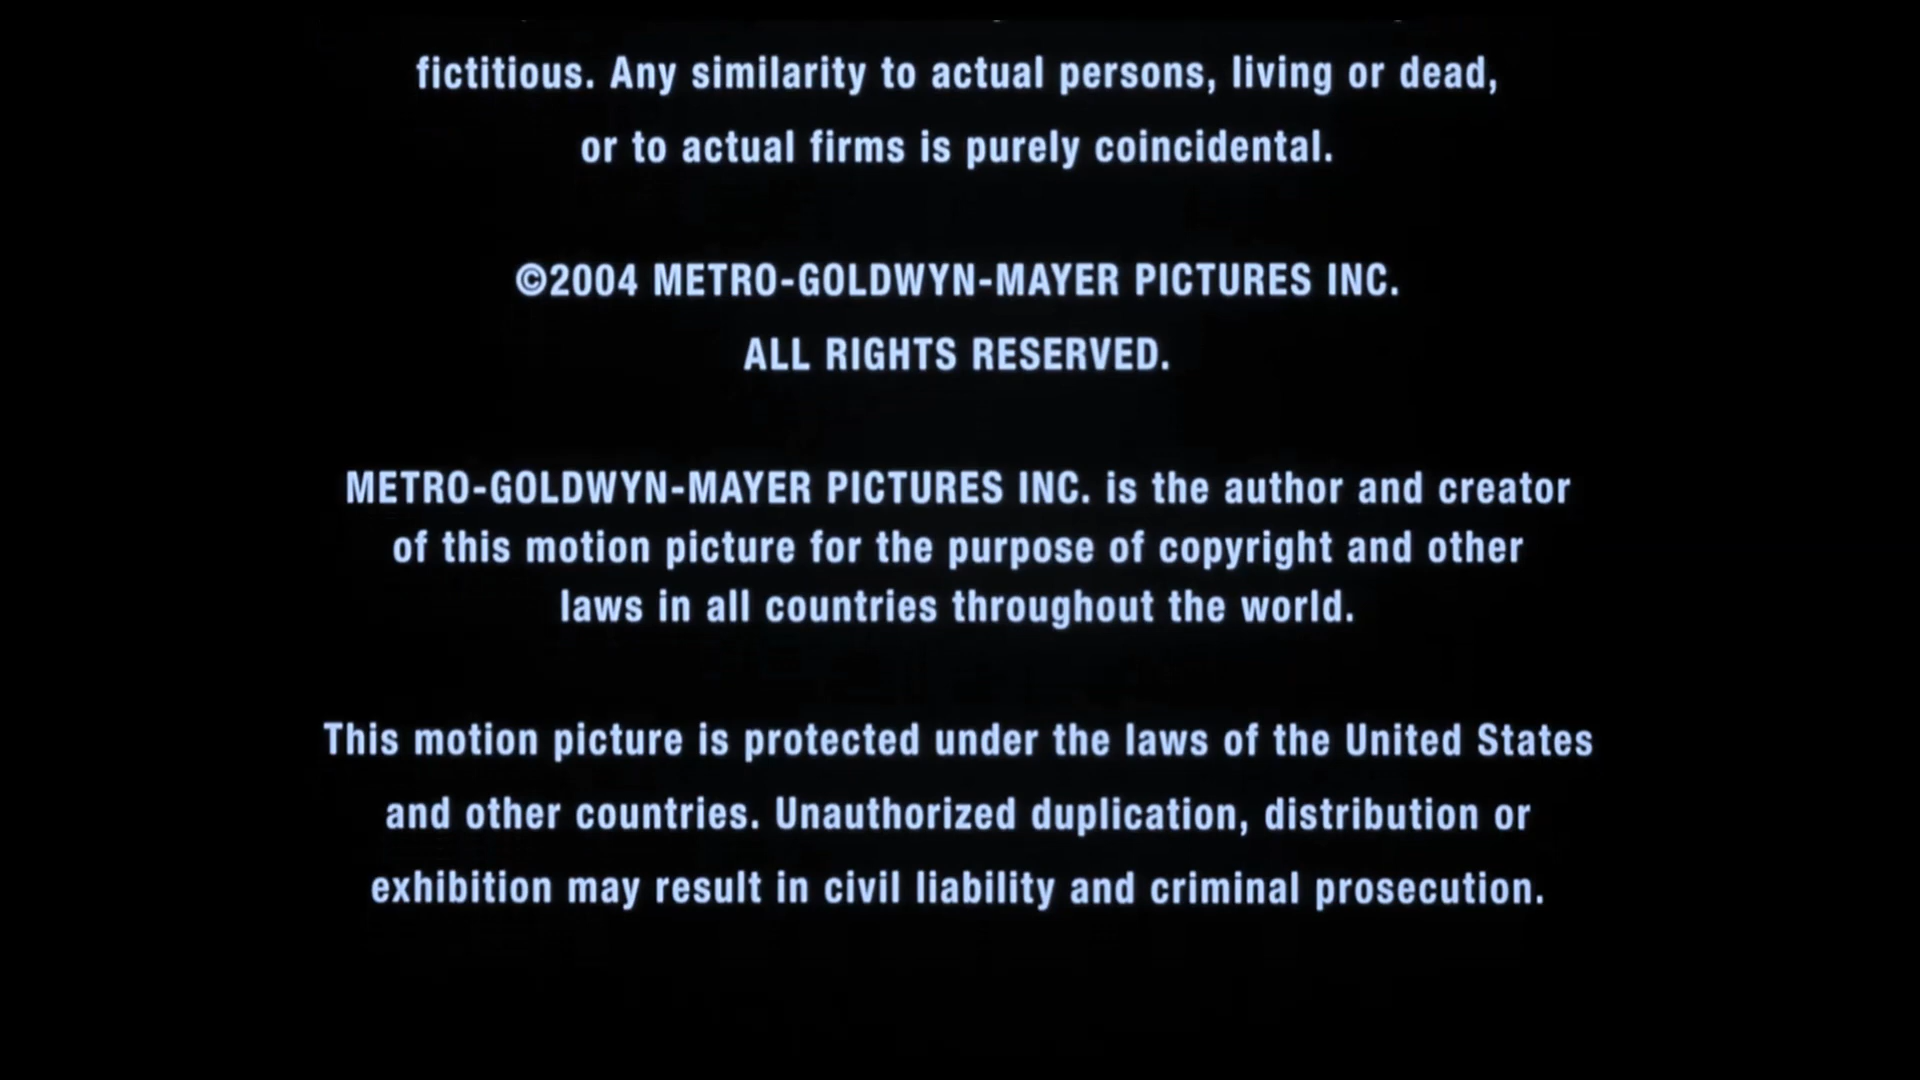 fictitious. Any similarity to actual persons, living or dead,
or to actual firms is purely coincidental.
©2004 METRO-GOLDWYN-MAYER PICTURES INC.
ALL RIGHTS RESERVED.
METRO-GOLDWYN-MAYER PICTURES INC. is the author and creator
of this motion picture for the purpose of copyright and other
laws in all countries throughout the world.
This motion picture is protected under the laws of the United States
and other countries. Unauthorized duplication, distribution or
exhibition may result in civil liability and criminal prosecution.